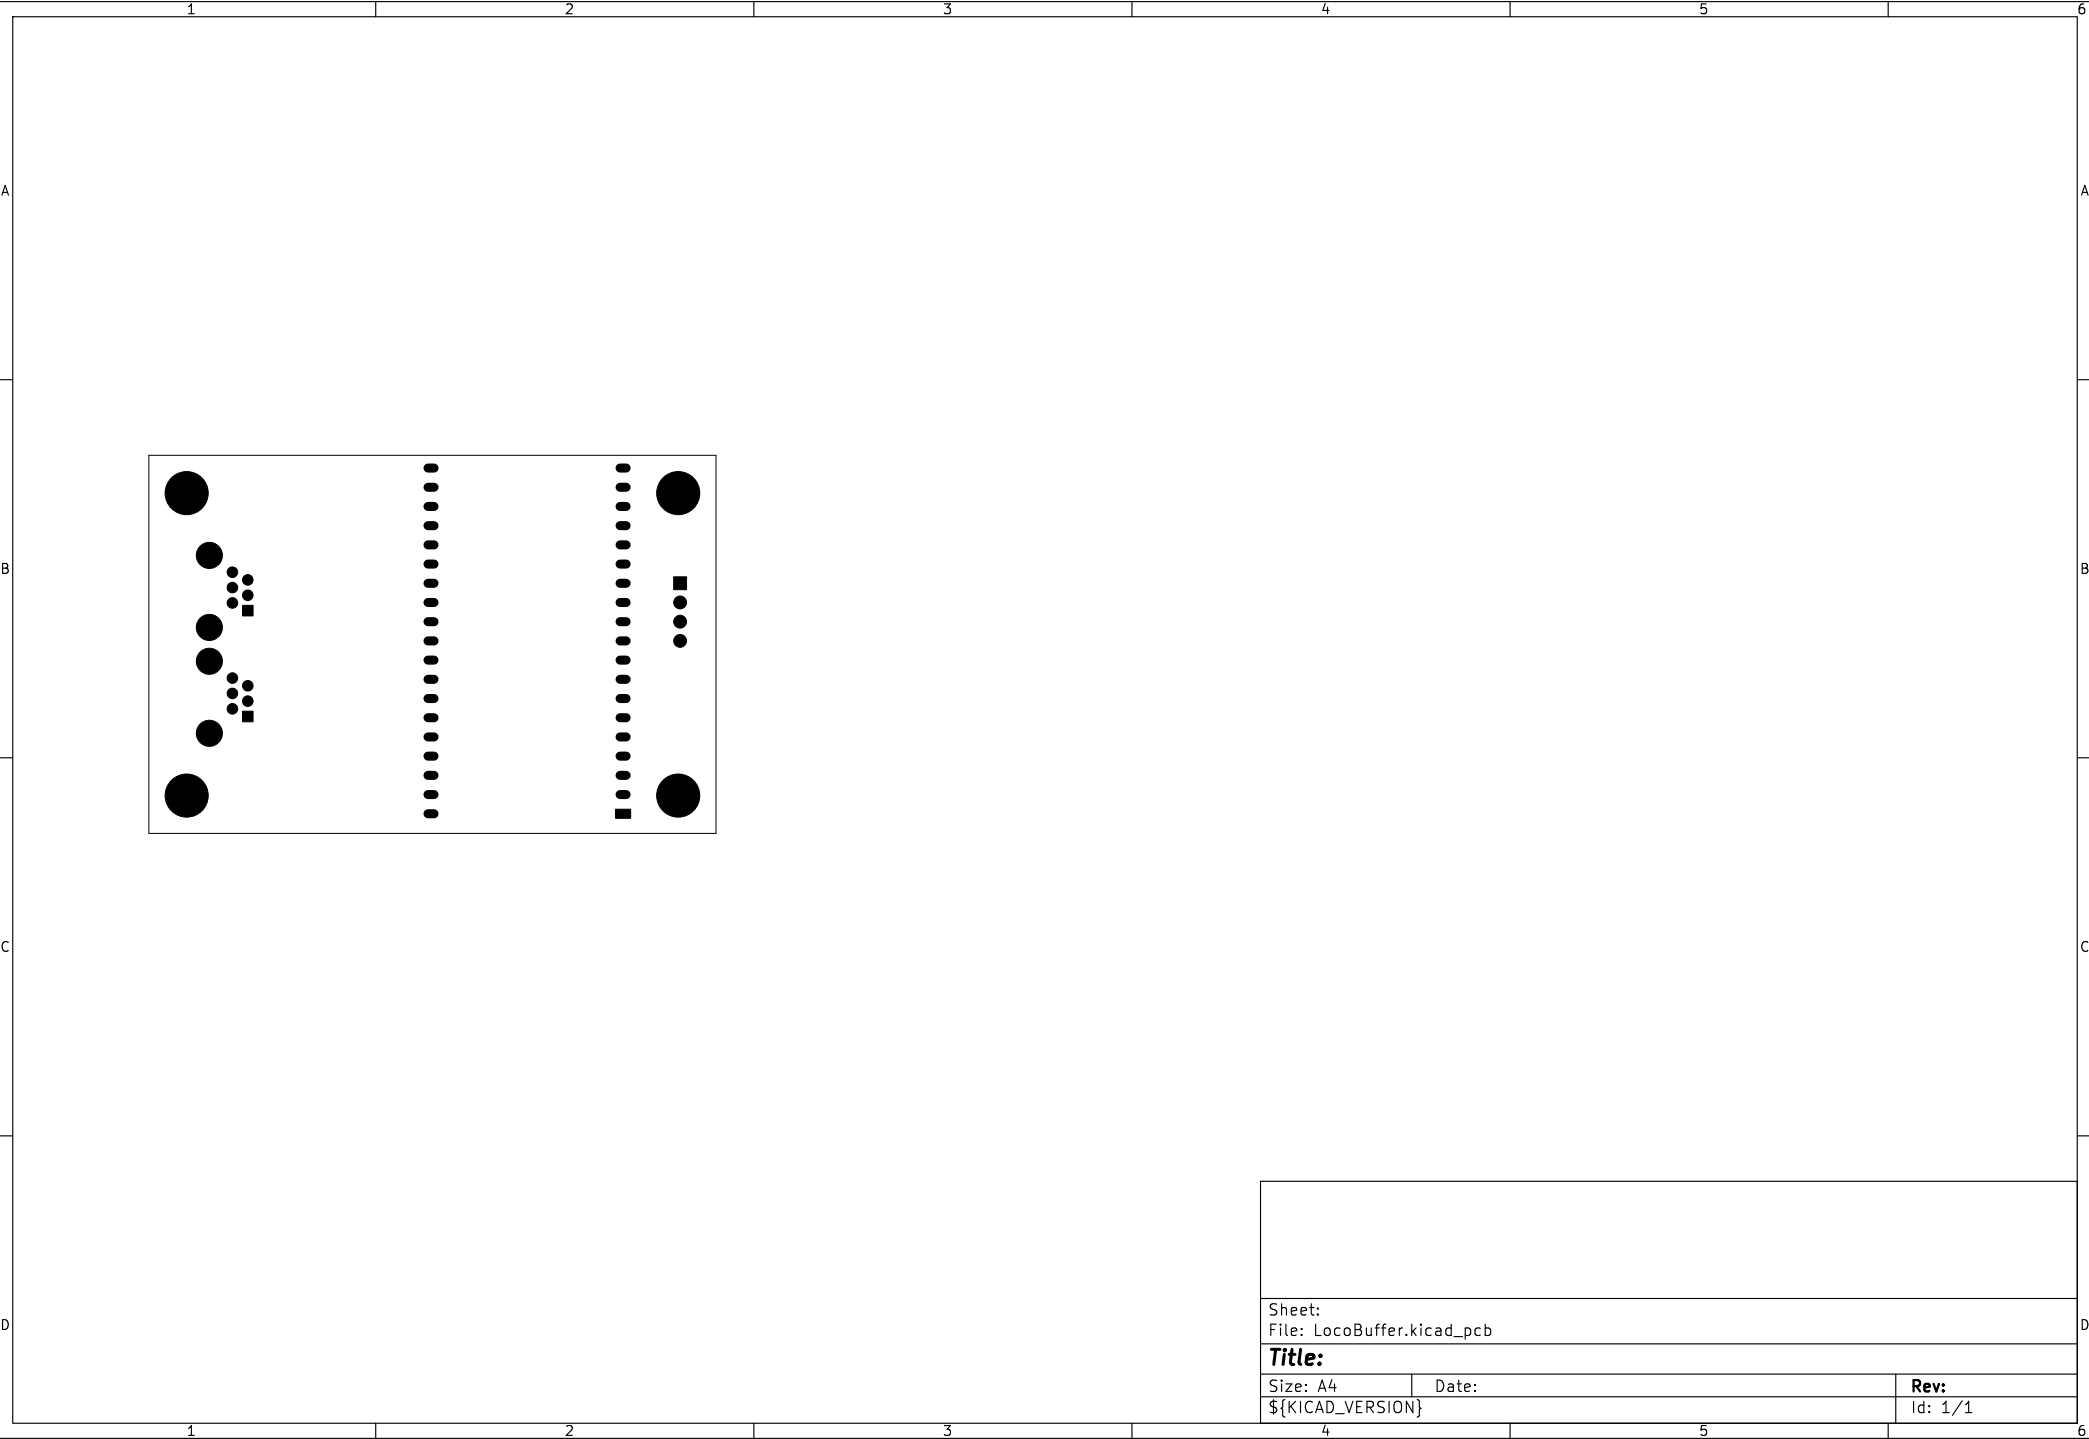 1 2 3 4 5 6
A A
B B
C C
Sheet:
D D
File: LocoBuffer.kicad_pcb
Title:
Size: A4 Date: Rev:
${KICAD_VERSION} Id: 1/1
1 2 3 4 5 6